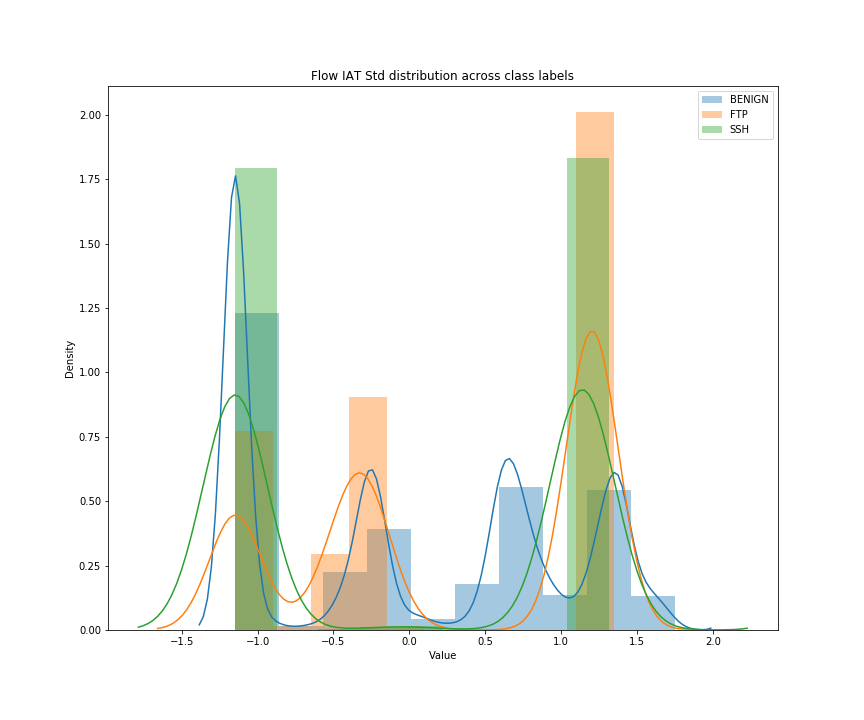 Flow IAT Std distribution across class labels
BENIGN
FTP
SSH
2.00
1.75
1.50
1.25
1.00
0.75
0.50
0.25
0.00
Density
−1.5 −1.0 −0.5 0.0 0.5 1.0 1.5 2.0
Value